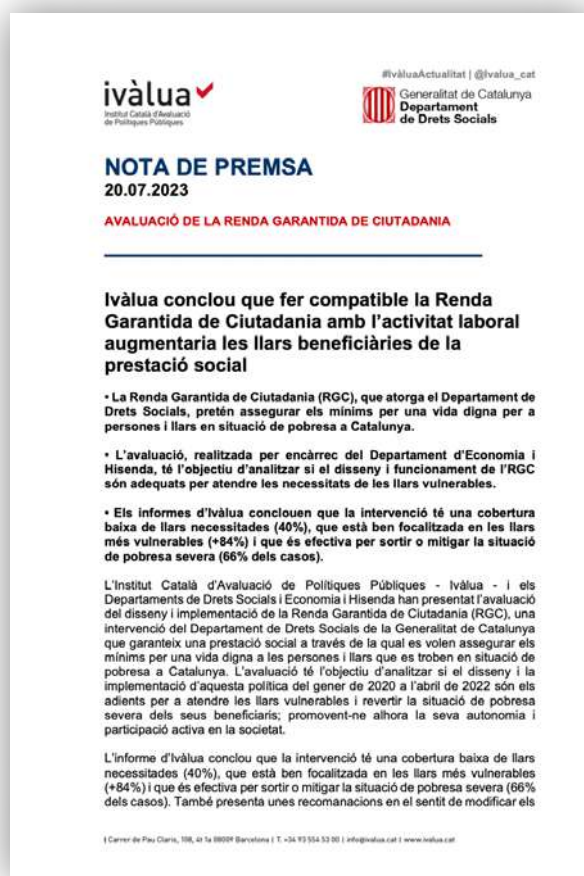 #IvàluaActualitat | @Ivalua_cat
ivàlua
Institut Català d'Avaluació
de Polítiques Públiques
Generalitat de Catalunya
Departament
de Drets Socials
NOTA DE PREMSA
20.07.2023
AVALUACIÓ DE LA RENDA GARANTIDA DE CIUTADANIA
Ivàlua conclou que fer compatible la Renda
Garantida de Ciutadania amb l'activitat laboral
augmentaria les llars beneficiàries de la
prestació social
• La Renda Garantida de Ciutadania (RGC), que atorga el Departament de
Drets Socials, pretén assegurar els mínims per una vida digna per a
persones i llars en situació de pobresa a Catalunya.
• L'avaluació, realitzada per encàrrec del Departament d'Economia i
Hisenda, té l'objectiu d'analitzar si el disseny i funcionament de l'RGC
són adequats per atendre les necessitats de les llars vulnerables.
• Els informes d'Ivàlua conclouen que la intervenció té una cobertura
baixa de llars necessitades (40%), que està ben focalitzada en les llars
més vulnerables (+84%) i que és efectiva per sortir o mitigar la situació
de pobresa severa (66% dels casos).
L'Institut Català d'Avaluació de Polítiques Públiques - Ivàlua - i els
Departaments de Drets Socials i Economia i Hisenda han presentat l'avaluació
del disseny i implementació de la Renda Garantida de Ciutadania (RGC), una
intervenció del Departament de Drets Socials de la Generalitat de Catalunya
que garanteix una prestació social a través de la qual es volen assegurar els
mínims per una vida digna a les persones i llars que es troben en situació de
pobresa a Catalunya. L'avaluació té l'objectiu d'analitzar si el disseny i la
implementació d'aquesta política del gener de 2020 a l'abril de 2022 són els
adients per a atendre les llars vulnerables i revertir la situació de pobresa
severa dels seus beneficiaris; promovent-ne alhora la seva autonomia i
participació activa en la societat.
L'informe d'Ivàlua conclou que la intervenció té una cobertura baixa de llars
necessitades (40%), que està ben focalitzada en les llars més vulnerables
(+84%) i que és efectiva per sortir o mitigar la situació de pobresa severa (66%
dels casos). També presenta unes recomanacions en el sentit de modificar els
| Carrer de Pau Claris, 108, 4t 1a 08009 Barcelona | T. +34 93 554 53 00 | info@ivalua.cat | www.ivalua.cat